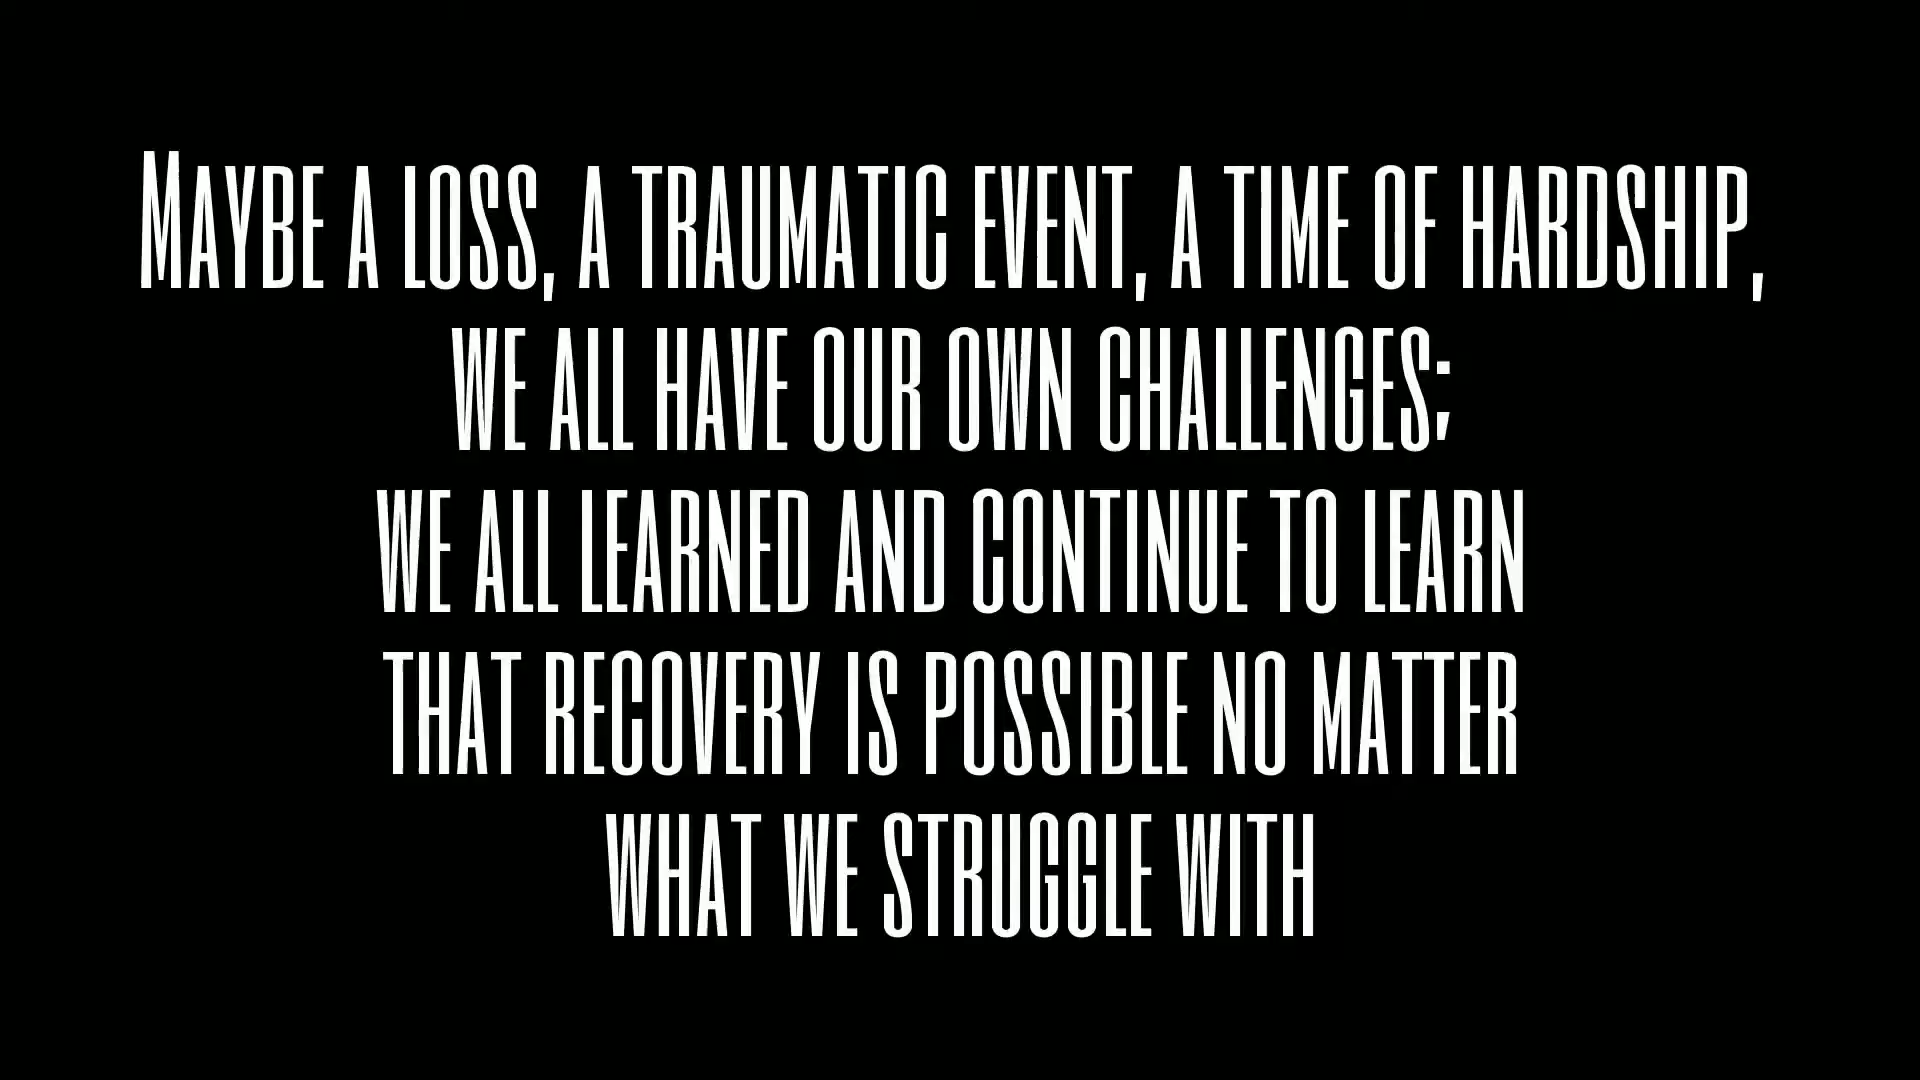 Maybe a loss, a traumatic event, a time of hardship,
we all have our own challenges;
we all learned and continue to learn
that recovery is possible no matter
what we struggle with